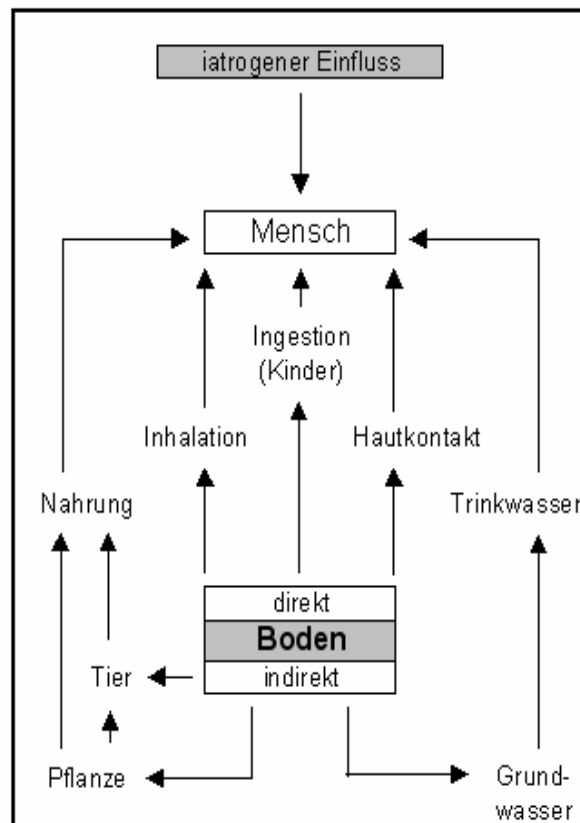 iatrogener Einfluss
Mensch
Ingestion
(Kinder)
Inhalation
Hautkontakt
Nahrung
Trinkwasser
direkt
Boden
indirekt
Tier
Pflanze
Grund-
wasser